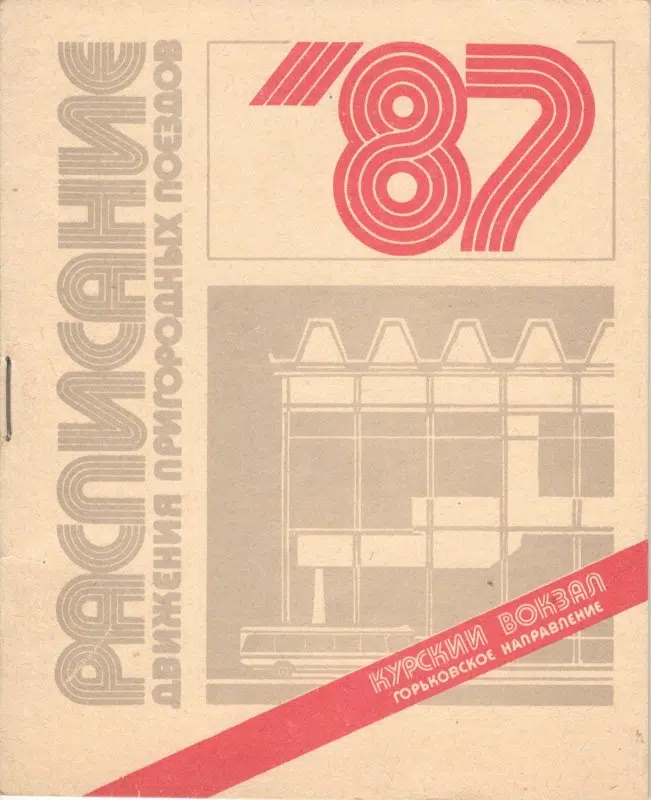 РАСПИСАНИЕ
ДВИЖЕНИЯ ПРИГОРОДНЫХ ПОЕЗДОВ
'87
КУРСКИЙ ВОКЗАЛ
ГОРЬКОВСКОЕ НАПРАВЛЕНИЕ